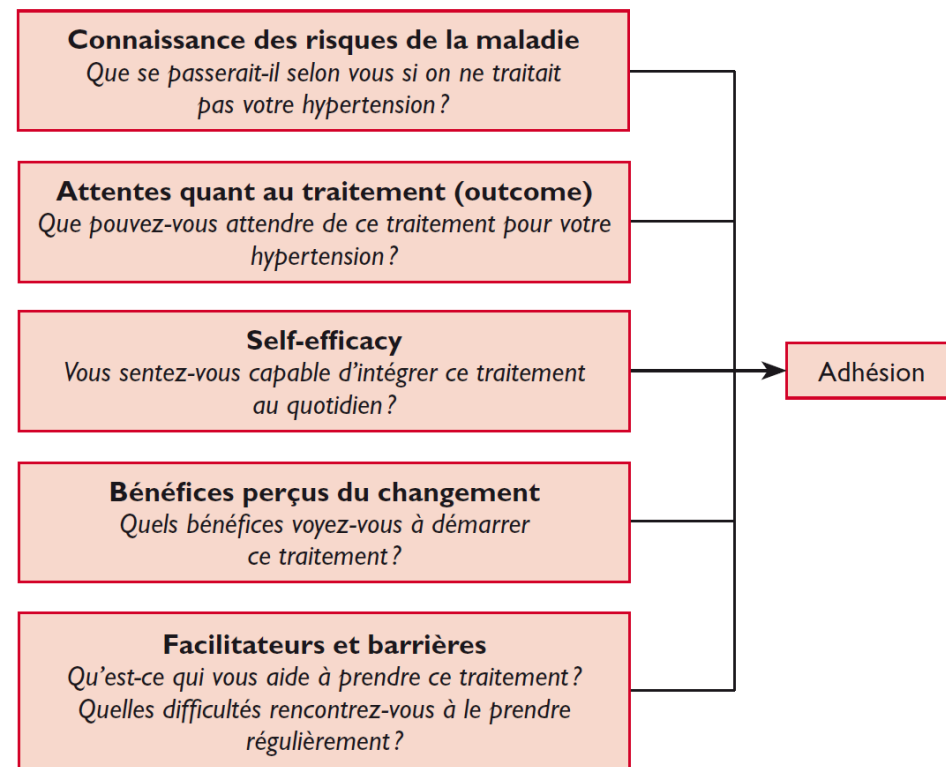 Connaissance des risques de la maladie
Que se passerait-il selon vous si on ne traitait
pas votre hypertension ?
Attentes quant au traitement (outcome)
Que pouvez-vous attendre de ce traitement pour votre
hypertension ?
Self-efficacy
Vous sentez-vous capable d’intégrer ce traitement
au quotidien ?
Adhésion
Bénéfices perçus du changement
Quels bénéfices voyez-vous à démarrer
ce traitement ?
Facilitateurs et barrières
Qu’est-ce qui vous aide à prendre ce traitement ?
Quelles difficultés rencontrez-vous à le prendre
régulièrement ?